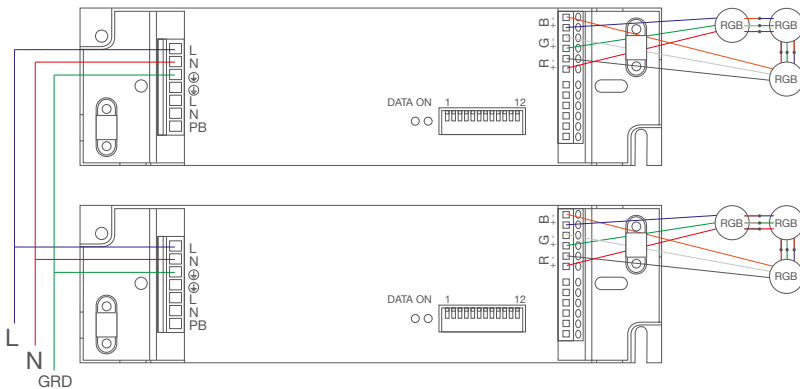 L
N
⏚
⏚
L
N
PB
DATA ON 1 12
B - +
G - +
R - +
RGB
RGB
RGB
L
N
⏚
⏚
L
N
PB
DATA ON 1 12
B - +
G - +
R - +
RGB
RGB
RGB
L
N
GRD